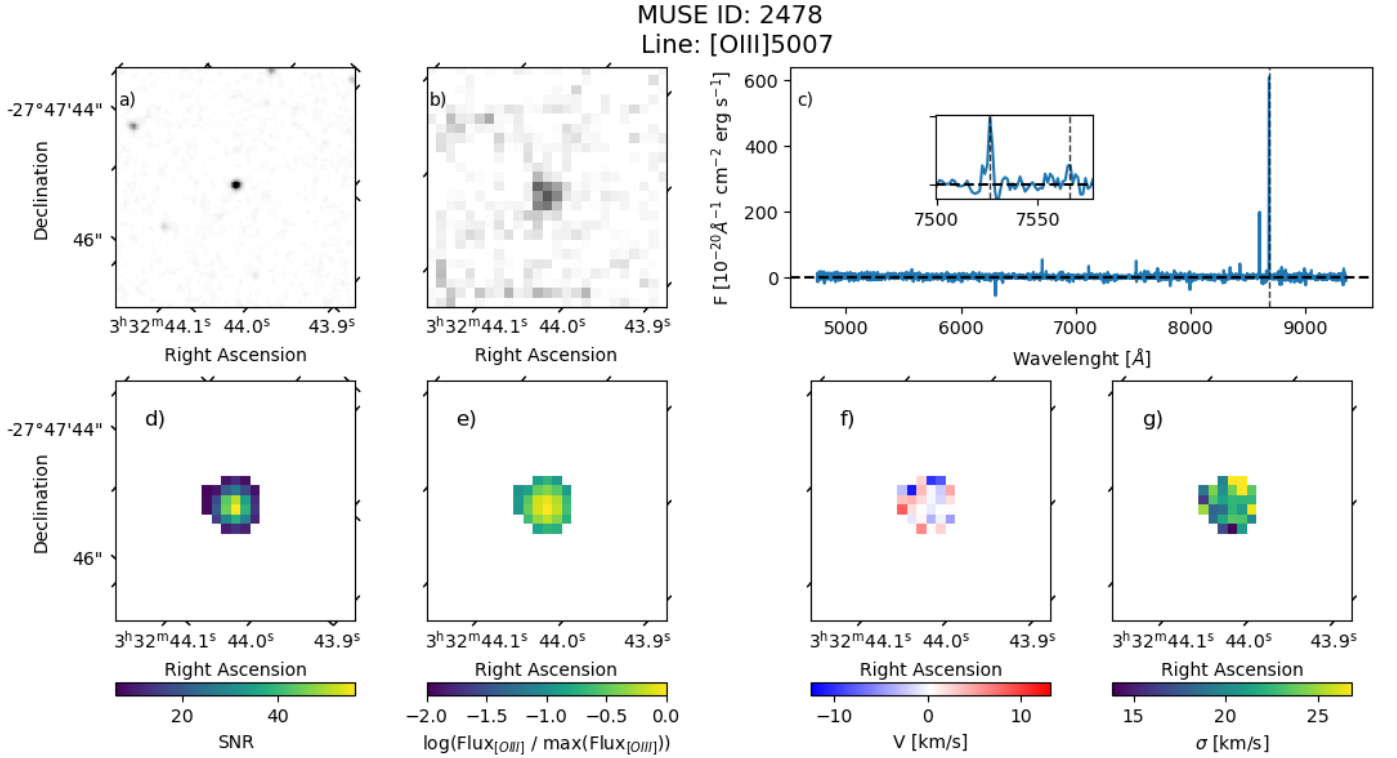 MUSE ID: 2478
Line: [OIII]5007
a)
-27°47'44"
46"
Declination
3ʰ32ᵐ44.1ˢ 44.0ˢ 43.9ˢ
Right Ascension
b)
3ʰ32ᵐ44.1ˢ 44.0ˢ 43.9ˢ
Right Ascension
c)
600
400
200
0
F [10⁻²⁰Å⁻¹ cm⁻² erg s⁻¹]
7500 7550
5000 6000 7000 8000 9000
Wavelenght [Å]
d)
-27°47'44"
46"
Declination
3ʰ32ᵐ44.1ˢ 44.0ˢ 43.9ˢ
Right Ascension
20 40
SNR
e)
3ʰ32ᵐ44.1ˢ 44.0ˢ 43.9ˢ
Right Ascension
−2.0 −1.5 −1.0 −0.5 0.0
log(Flux[OIII] / max(Flux[OIII]))
f)
3ʰ32ᵐ44.1ˢ 44.0ˢ 43.9ˢ
Right Ascension
−10 0 10
V [km/s]
g)
3ʰ32ᵐ44.1ˢ 44.0ˢ 43.9ˢ
Right Ascension
15 20 25
σ [km/s]